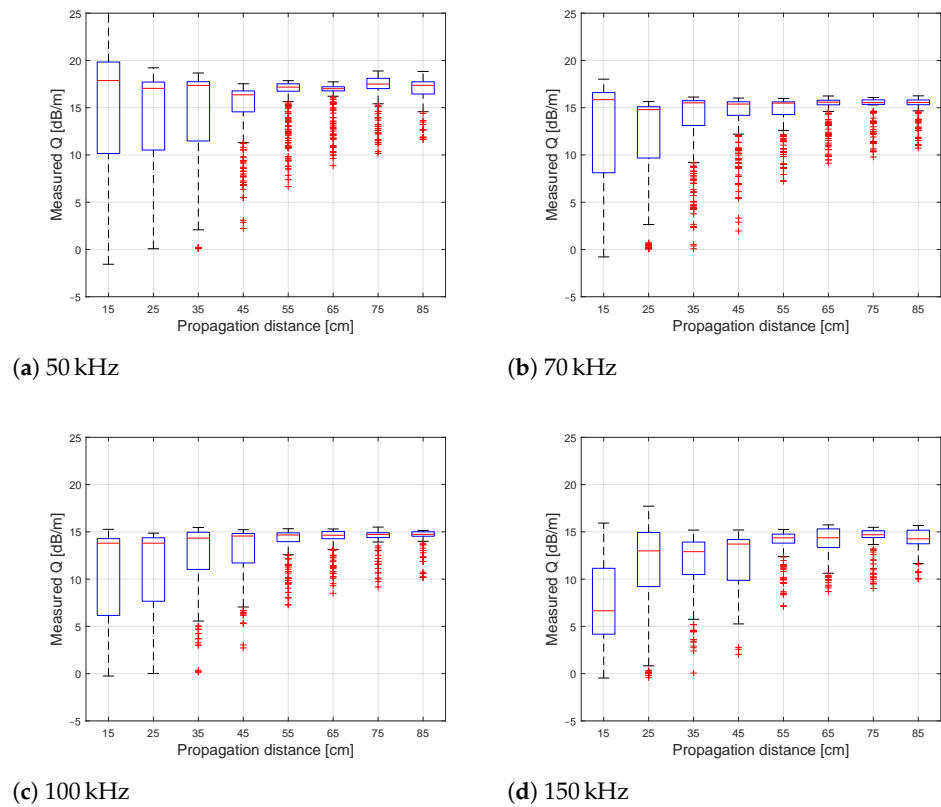 25
20
15
10
5
0
−5
Measured Q [dB/m]
15 25 35 45 55 65 75 85
Propagation distance [cm]
(a) 50 kHz
25
20
15
10
5
0
−5
Measured Q [dB/m]
15 25 35 45 55 65 75 85
Propagation distance [cm]
(b) 70 kHz
25
20
15
10
5
0
−5
Measured Q [dB/m]
15 25 35 45 55 65 75 85
Propagation distance [cm]
(c) 100 kHz
25
20
15
10
5
0
−5
Measured Q [dB/m]
15 25 35 45 55 65 75 85
Propagation distance [cm]
(d) 150 kHz